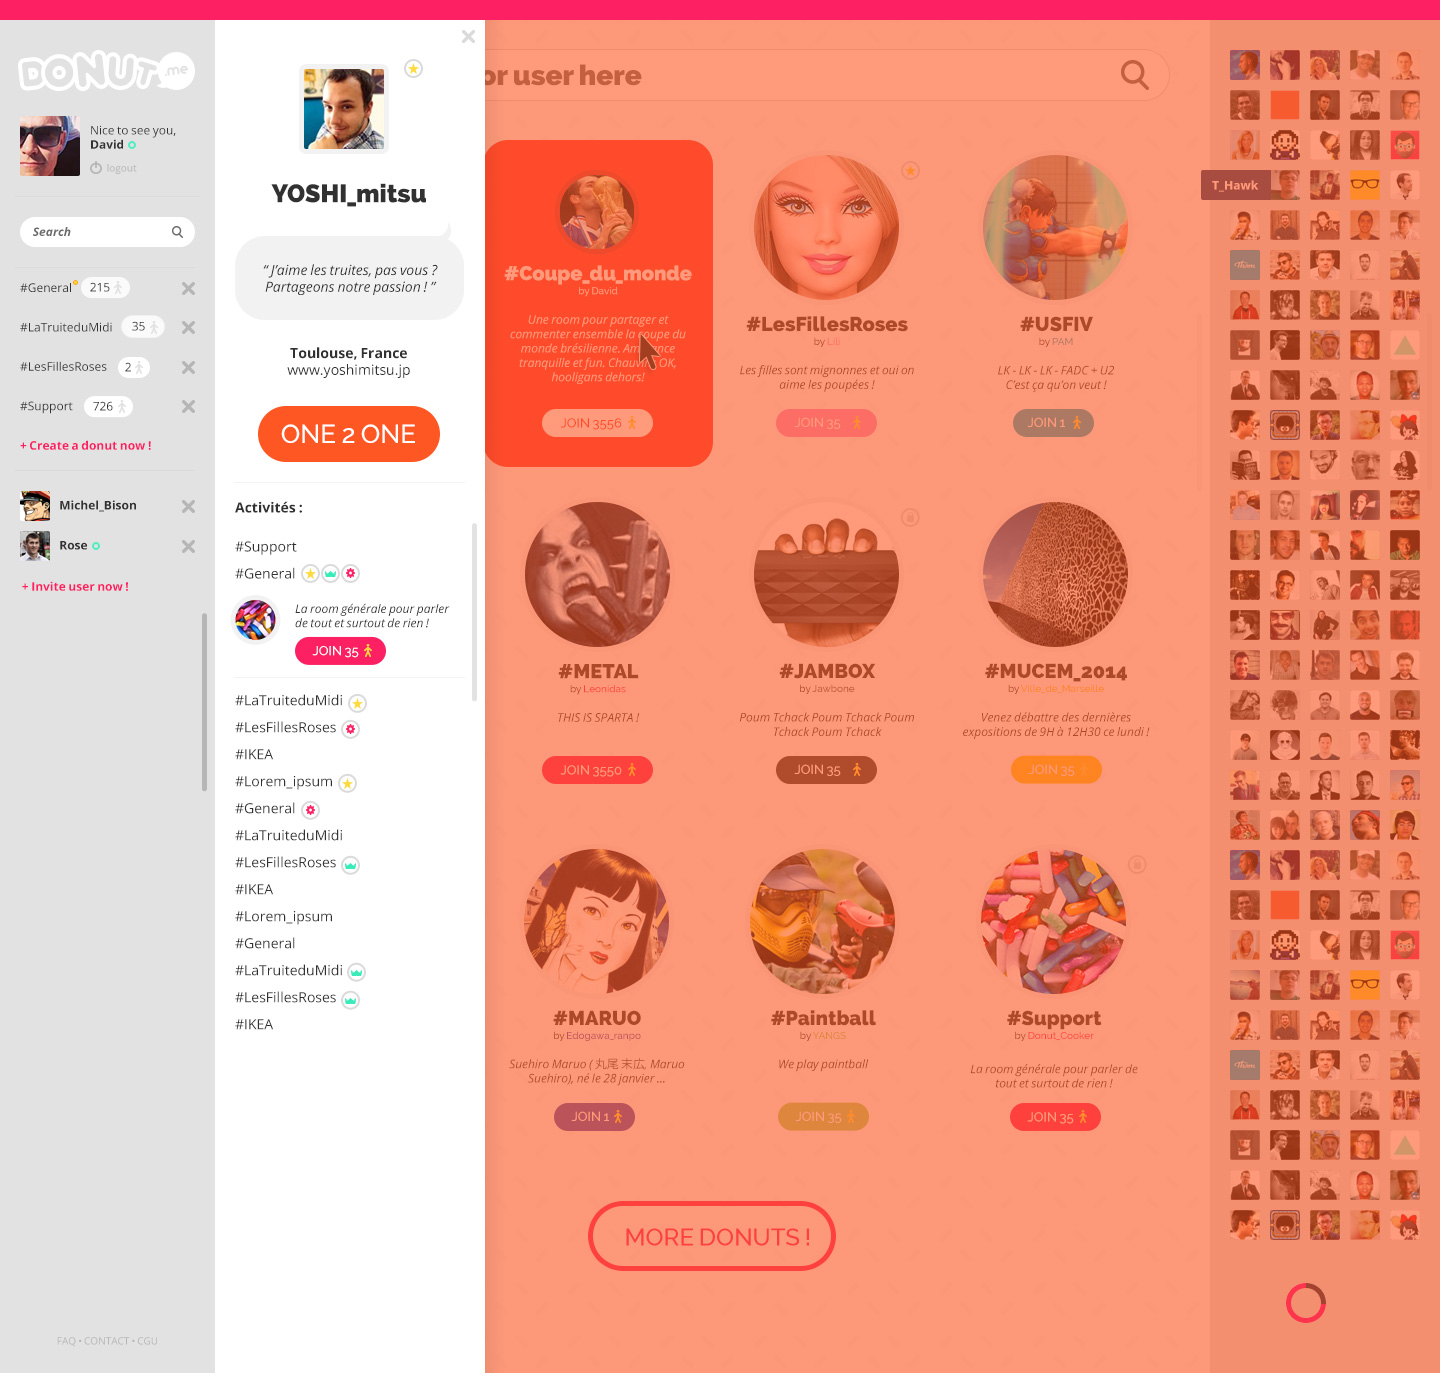 DONUT.me
Nice to see you,
David
logout
Search
#General 215
#LaTruiteduMidi 35
#LesFillesRoses 2
#Support 726
+ Create a donut now !
Michel_Bison
Rose
+ Invite user now !
FAQ • CONTACT • CGU
YOSHI_mitsu
“ J'aime les truites, pas vous ?
Partageons notre passion ! ”
Toulouse, France
www.yoshimitsu.jp
ONE 2 ONE
Activités :
#Support
#General
La room générale pour parler
de tout et surtout de rien !
JOIN 35
#LaTruiteduMidi
#LesFillesRoses
#IKEA
#Lorem_ipsum
#General
#LaTruiteduMidi
#LesFillesRoses
#IKEA
#Lorem_ipsum
#General
#LaTruiteduMidi
#LesFillesRoses
#IKEA
or user here
#Coupe_du_monde
by David
Une room pour partager et
commenter ensemble la coupe du
monde brésilienne. Ambiance
tranquille et fun. Chauvin OK,
hooligans dehors!
JOIN 3556
#LesFillesRoses
by Lili
Les filles sont mignonnes et oui on
aime les poupées !
JOIN 35
#USFIV
by PAM
LK - LK - LK - FADC + U2
C'est ça qu'on veut !
JOIN 1
#METAL
by Leonidas
THIS IS SPARTA !
JOIN 3550
#JAMBOX
by Jawbone
Poum Tchack Poum Tchack Poum
Tchack Poum Tchack
JOIN 35
#MUCEM_2014
by Ville_de_Marseille
Venez débattre des dernières
expositions de 9H à 12H30 ce lundi !
JOIN 35
#MARUO
by Edogawa_ranpo
Suehiro Maruo ( 丸尾 末広, Maruo
Suehiro), né le 28 janvier ...
JOIN 1
#Paintball
by YANGS
We play paintball
JOIN 35
#Support
by Donut_Cooker
La room générale pour parler de
tout et surtout de rien !
JOIN 35
MORE DONUTS !
T_Hawk